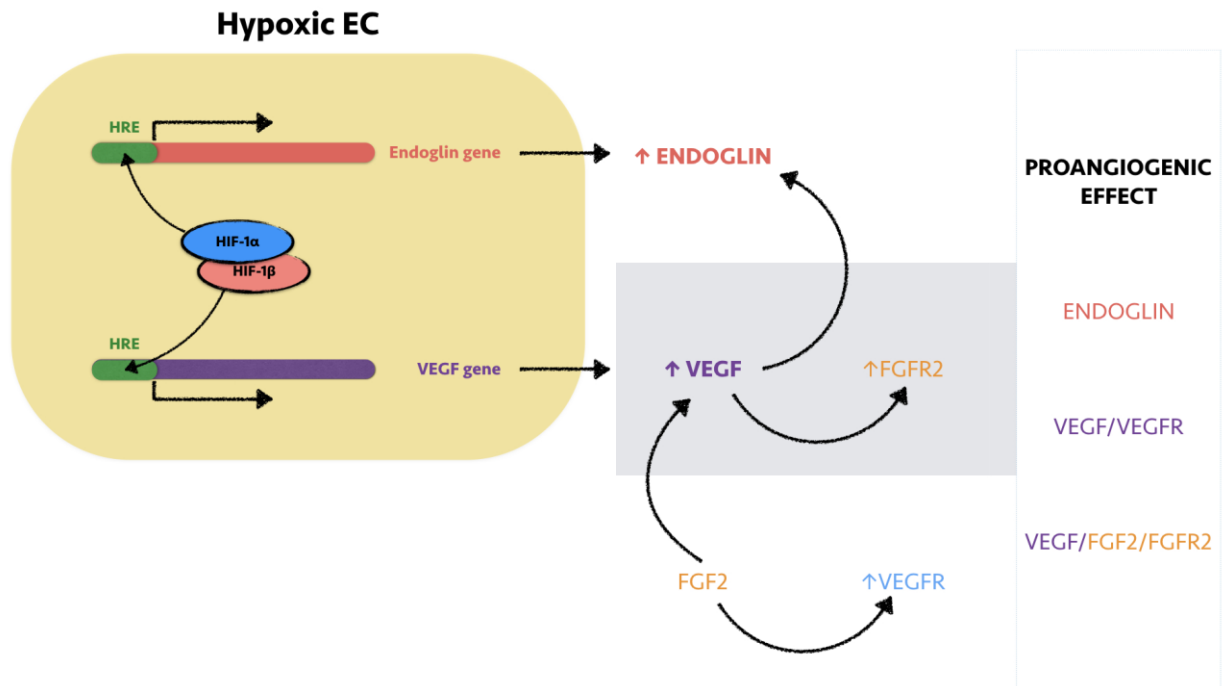 Hypoxic EC
HRE
Endoglin gene
↑ ENDOGLIN
PROANGIOGENIC
EFFECT
HIF-1α
HIF-1β
ENDOGLIN
HRE
VEGF gene
↑ VEGF
↑FGFR2
VEGF/VEGFR
VEGF/FGF2/FGFR2
FGF2
↑VEGFR